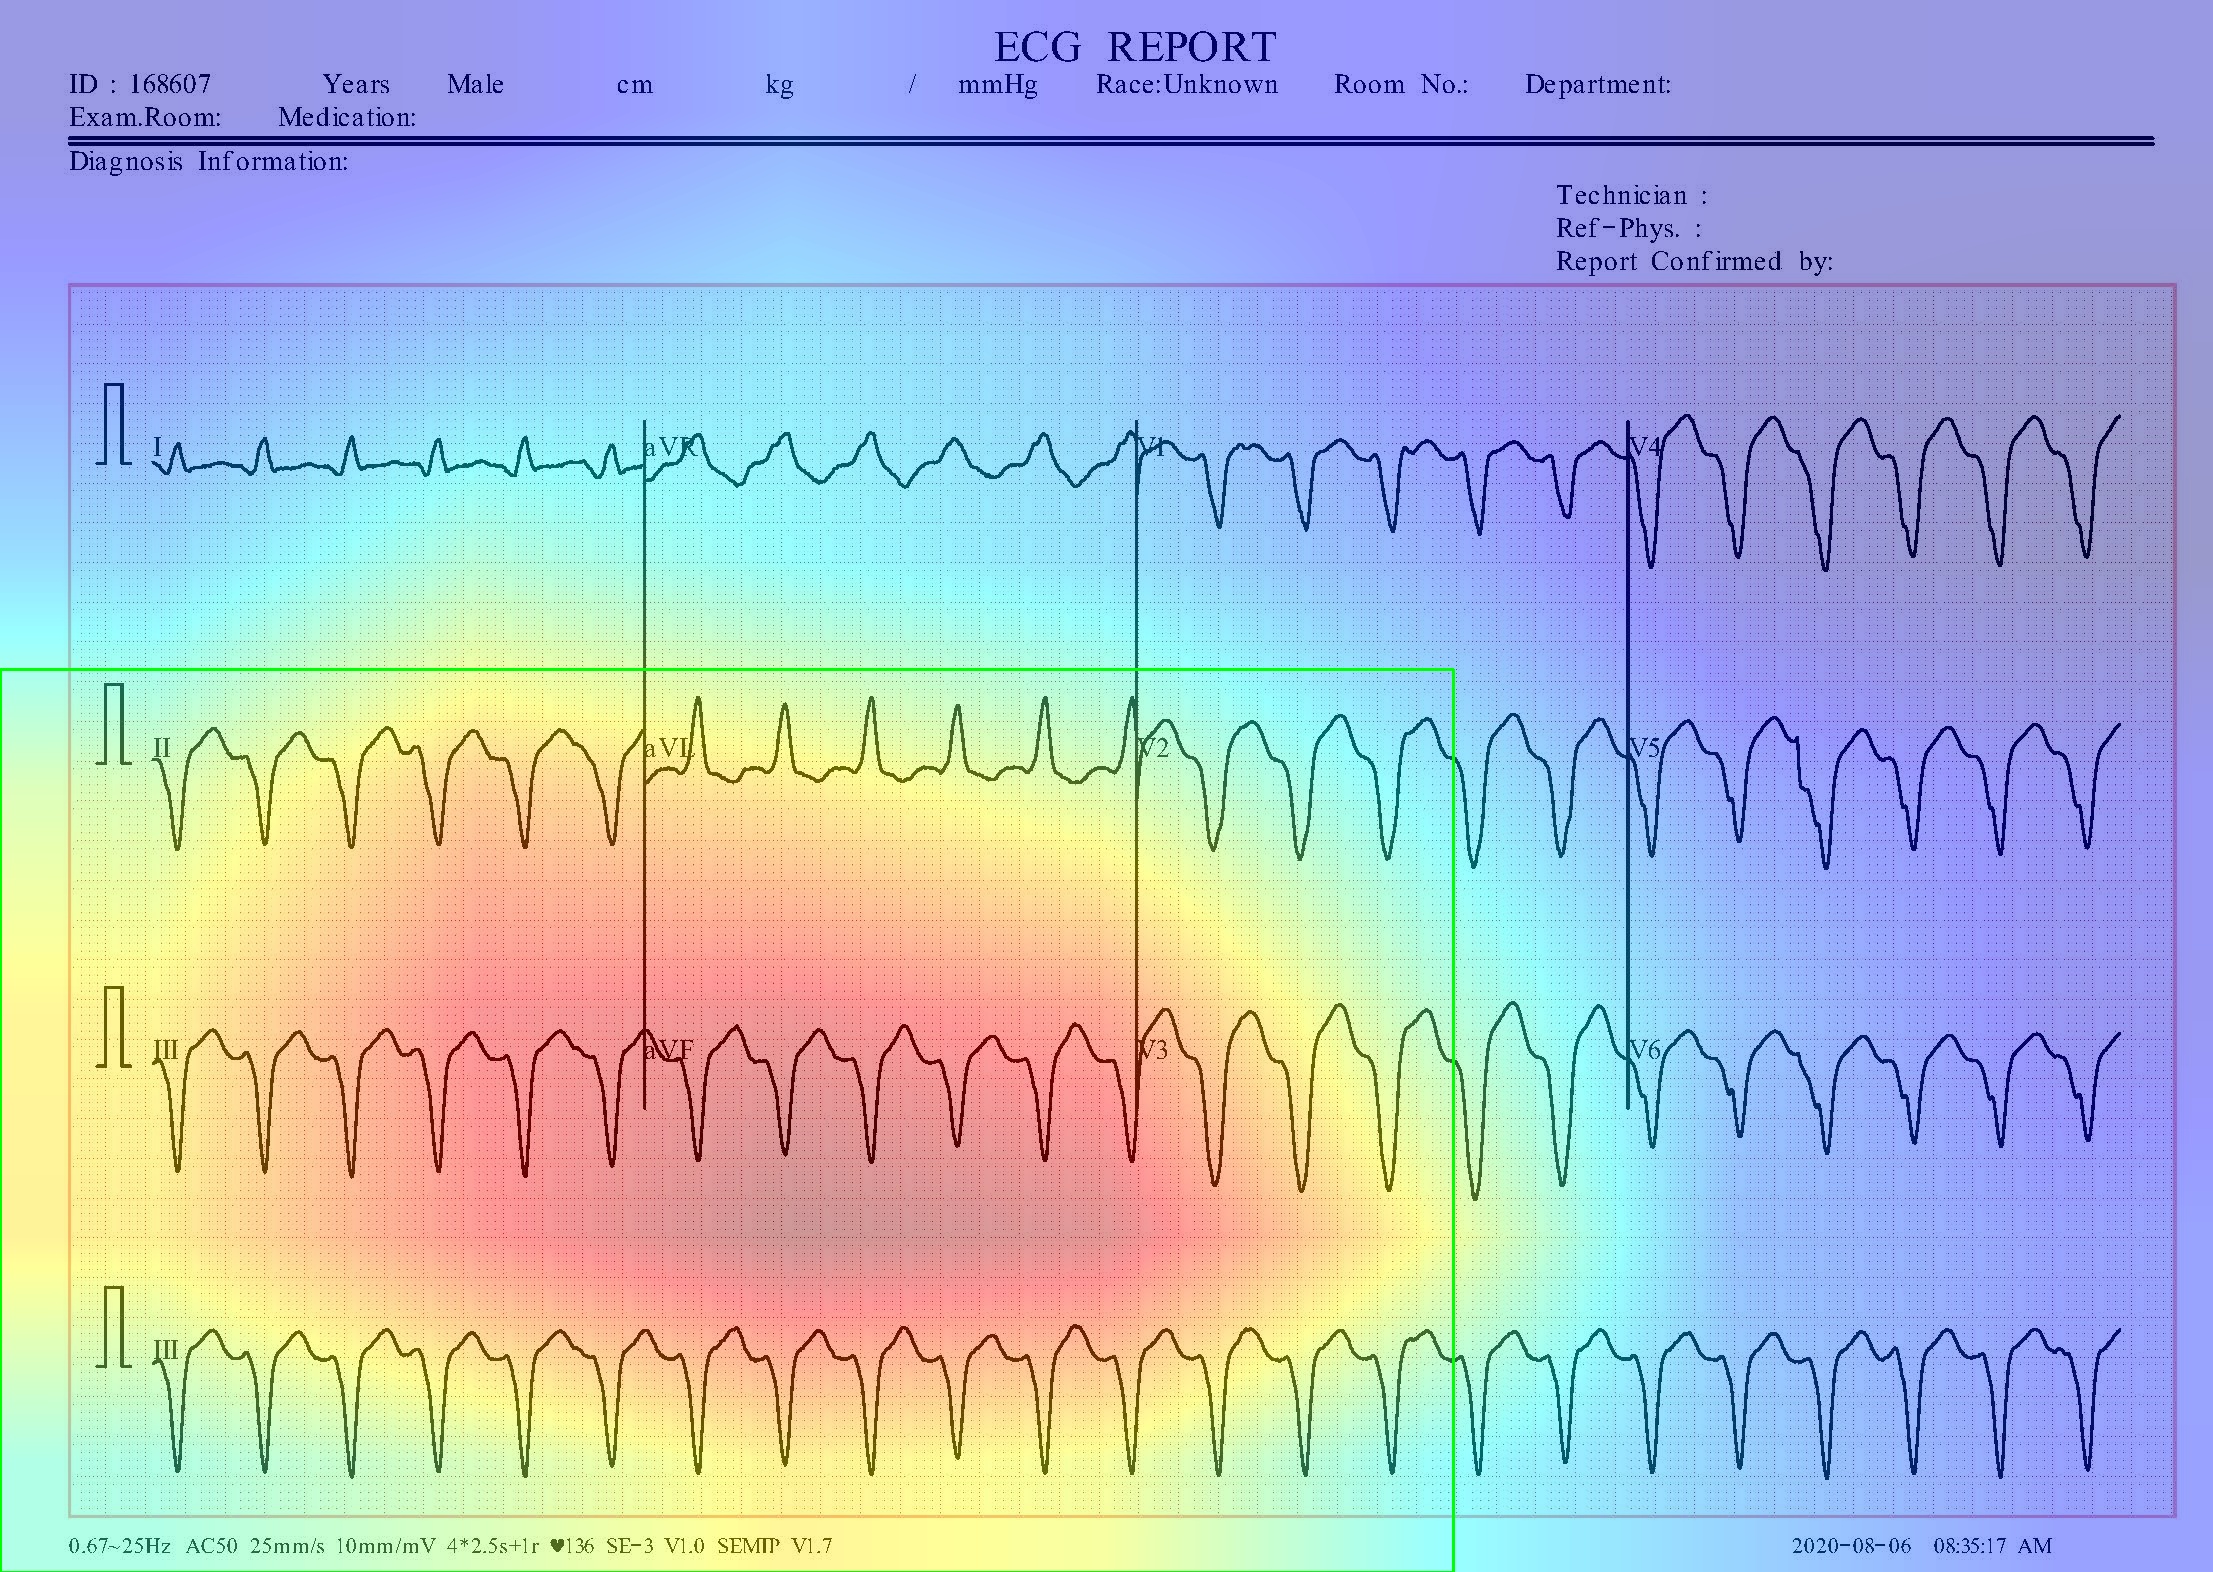 ECG REPORT
ID : 168607 Years Male cm kg / mmHg Race:Unknown Room No.: Department:
Exam.Room: Medication:
Diagnosis Information:
Technician :
Ref-Phys. :
Report Confirmed by:
I aVR V1 V4
II aVL V2 V5
III aVF V3 V6
III
0.67~25Hz AC50 25mm/s 10mm/mV 4*2.5s+1r ♥136 SE-3 V1.0 SEMIP V1.7
2020-08-06 08:35:17 AM